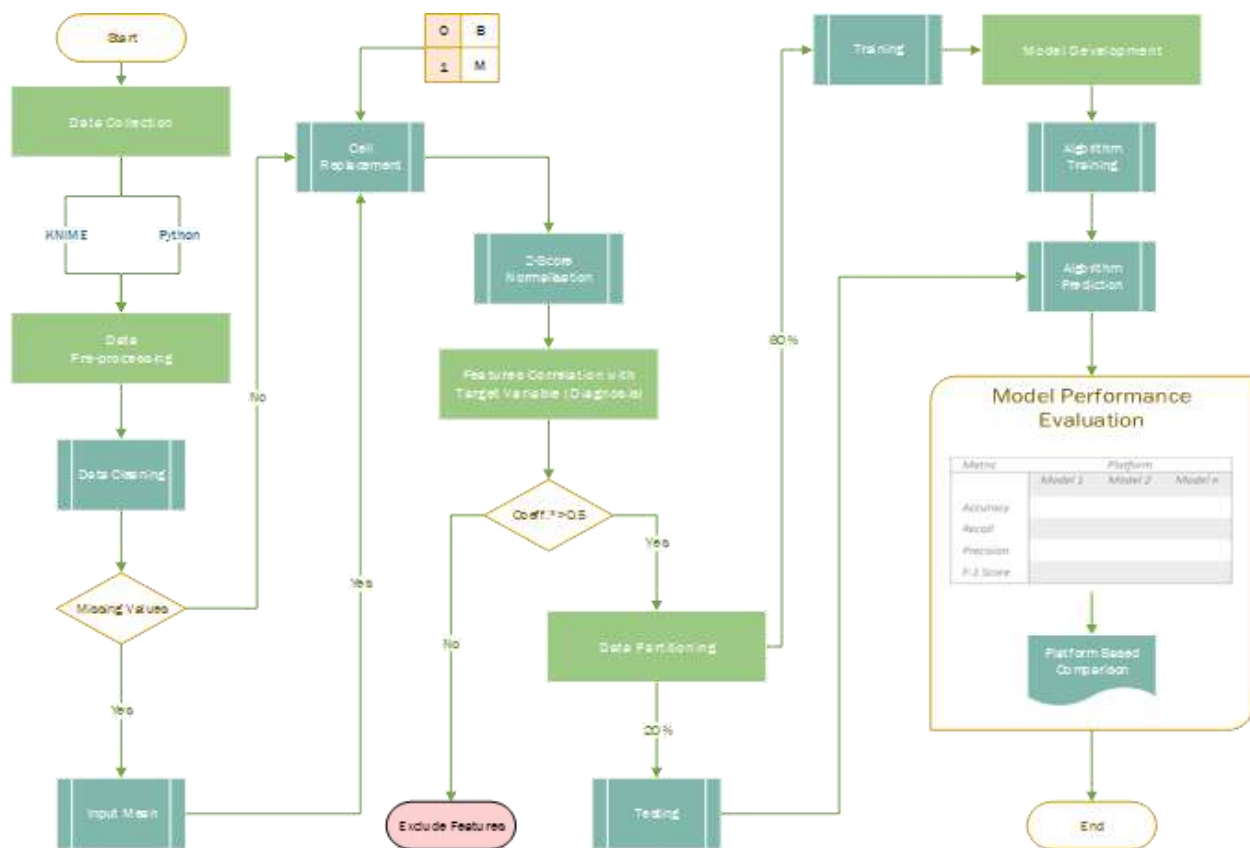 Start
Data Collection
KNIME
Python
Data
Pre-processing
Data Cleaning
Missing Values
Yes
Input Mean
No
Yes
0 B
1 M
Cell
Replacement
Z-Score
Normalisation
Features Correlation with
Target Variable (Diagnosis)
Coeff.* >0.5
No
Exclude Features
Yes
Data Partitioning
20%
Testing
80%
Training
Model Development
Algorithm
Training
Algorithm
Prediction
Model Performance
Evaluation
Metric Platform
Model 1 Model 2 Model n
Accuracy
Recall
Precision
F-1 Score
Platform Based
Comparison
End